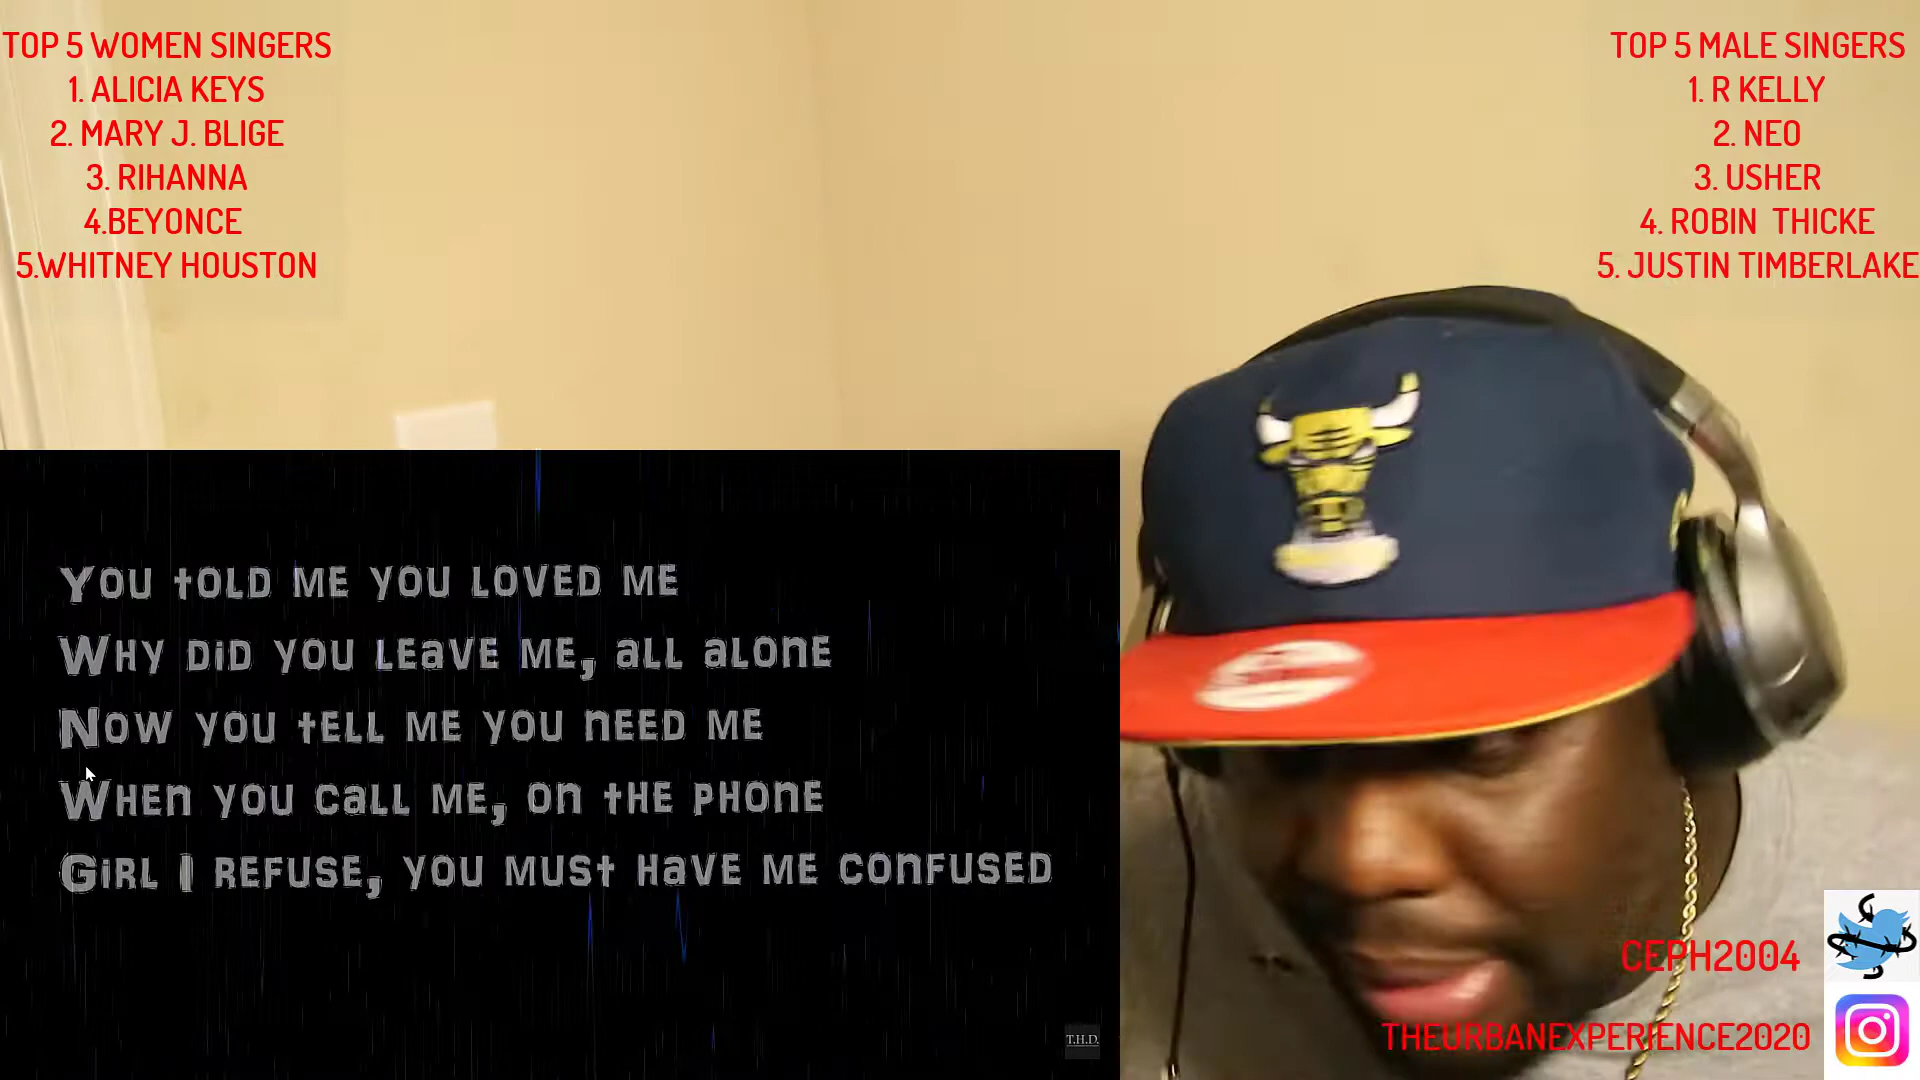 TOP 5 WOMEN SINGERS
1. ALICIA KEYS
2. MARY J. BLIGE
3. RIHANNA
4.BEYONCE
5.WHITNEY HOUSTON
TOP 5 MALE SINGERS
1. R KELLY
2. NEO
3. USHER
4. ROBIN THICKE
5. JUSTIN TIMBERLAKE
You told me you loved me
Why did you leave me, all alone
Now you tell me you need me
When you call me, on the phone
Girl I refuse, you must have me confused
T.H.D.
CEPH2004
THEURBANEXPERIENCE2020